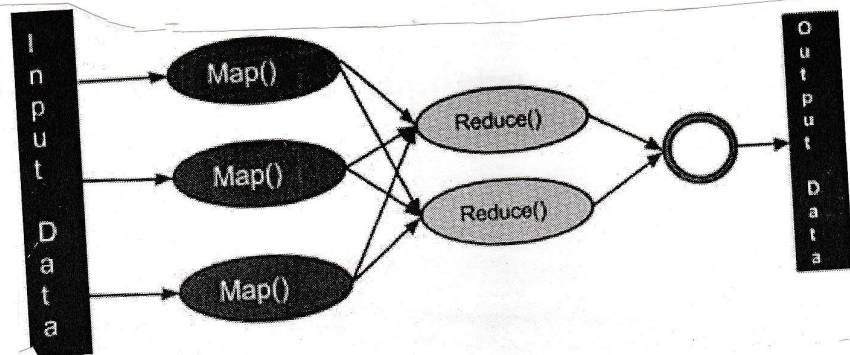 Input Data
Map()
Map()
Map()
Reduce()
Reduce()
Output Data